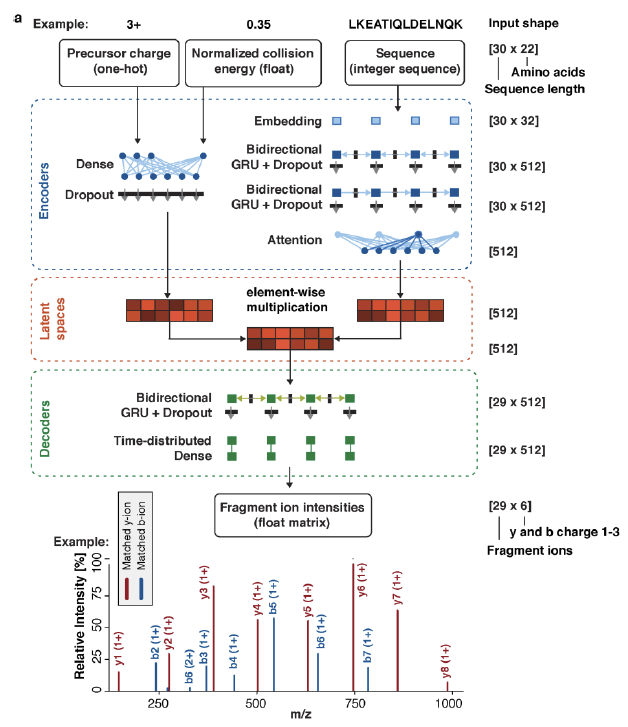 a
Example: 3+ 0.35 LKEATIQLDELNQK Input shape
Precursor charge
(one-hot)
Normalized collision
energy (float)
Sequence
(integer sequence)
[30 x 22]
Amino acids
Sequence length
Encoders
Embedding
[30 x 32]
Dense
Bidirectional
GRU + Dropout
[30 x 512]
Dropout
Bidirectional
GRU + Dropout
[30 x 512]
Attention
[512]
Latent
spaces
element-wise
multiplication
[512]
[512]
Decoders
Bidirectional
GRU + Dropout
[29 x 512]
Time-distributed
Dense
[29 x 512]
Fragment ion intensities
(float matrix)
[29 x 6]
y and b charge 1-3
Fragment ions
Example:
Matched y-ion
Matched b-ion
Relative Intensity [%]
100
75
50
25
0
y1 (1+)
b2 (1+)
y2 (1+)
b6 (2+)
b3 (1+)
y3 (1+)
b4 (1+)
y4 (1+)
b5 (1+)
y5 (1+)
b6 (1+)
y6 (1+)
b7 (1+)
y7 (1+)
y8 (1+)
250 500 750 1000
m/z